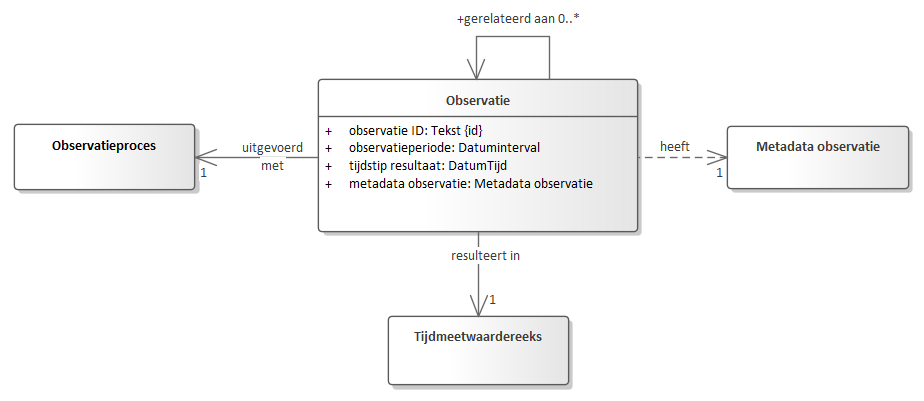 +gerelateerd aan 0..*
Observatie
+ observatie ID: Tekst {id}
+ observatieperiode: Datuminterval
+ tijdstip resultaat: DatumTijd
+ metadata observatie: Metadata observatie
Observatieproces
uitgevoerd
met
1
heeft
1
Metadata observatie
resulteert in
1
Tijdmeetwaardereeks